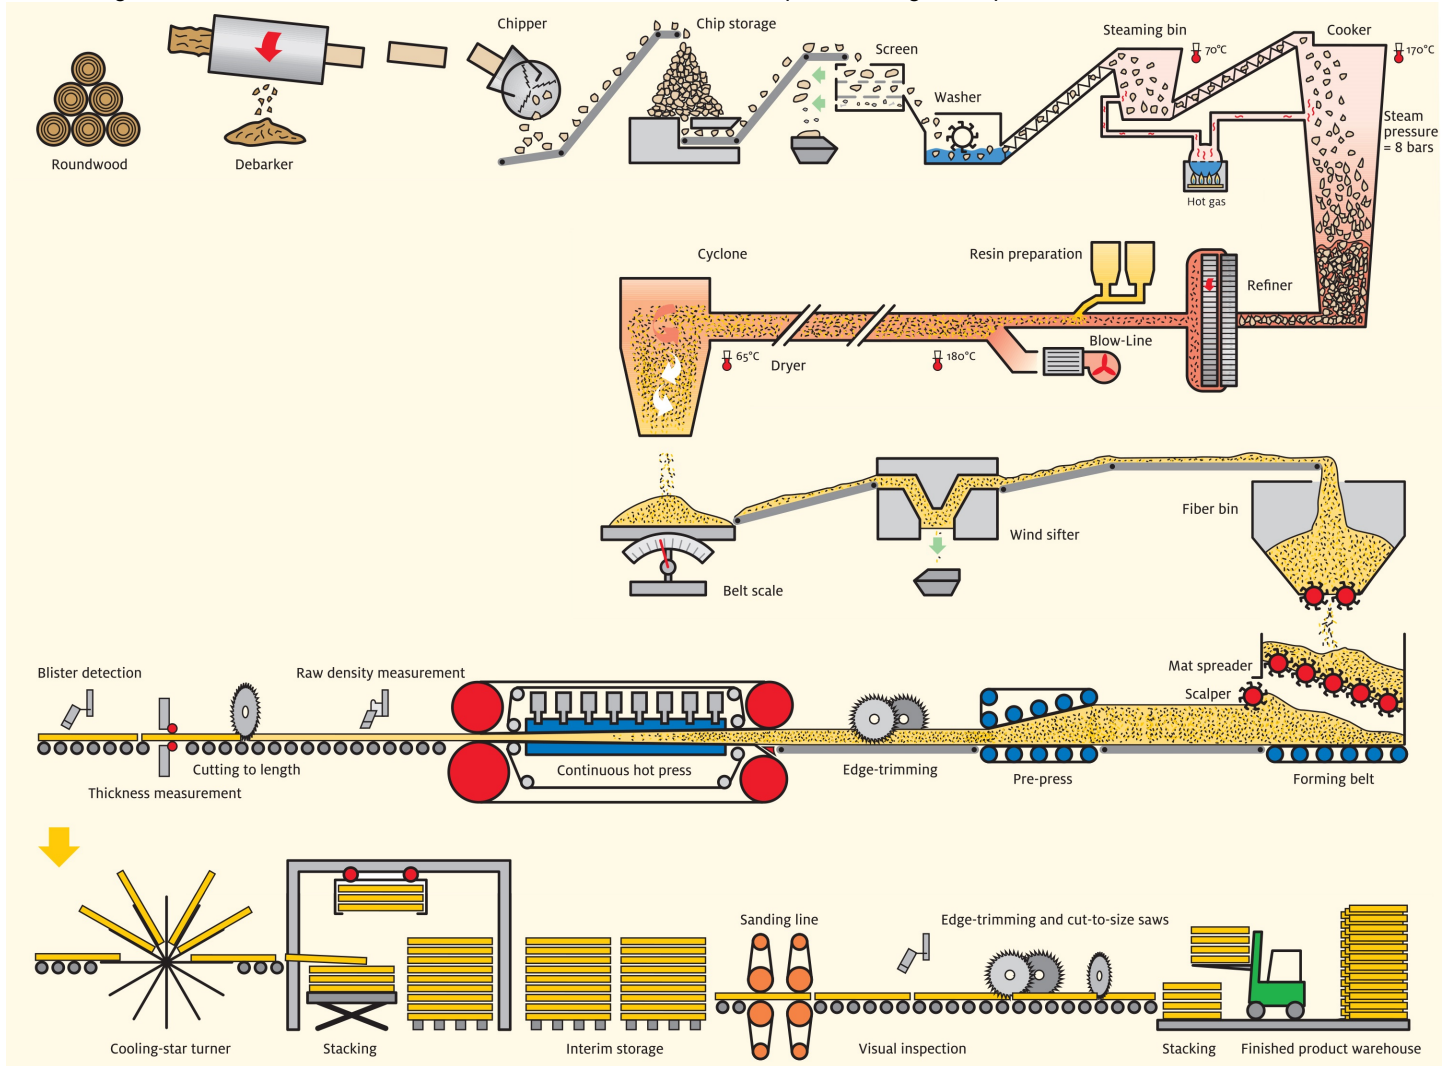 Chipper
Chip storage
Steaming bin
Cooker
Screen
70°C
170°C
Washer
Steam
pressure
= 8 bars
Roundwood
Debarker
Hot gas
Cyclone
Resin preparation
Refiner
Blow-Line
65°C
Dryer
180°C
Fiber bin
Wind sifter
Belt scale
Blister detection
Raw density measurement
Mat spreader
Scalper
Cutting to length
Continuous hot press
Edge-trimming
Pre-press
Forming belt
Thickness measurement
Sanding line
Edge-trimming and cut-to-size saws
Cooling-star turner
Stacking
Interim storage
Visual inspection
Stacking
Finished product warehouse